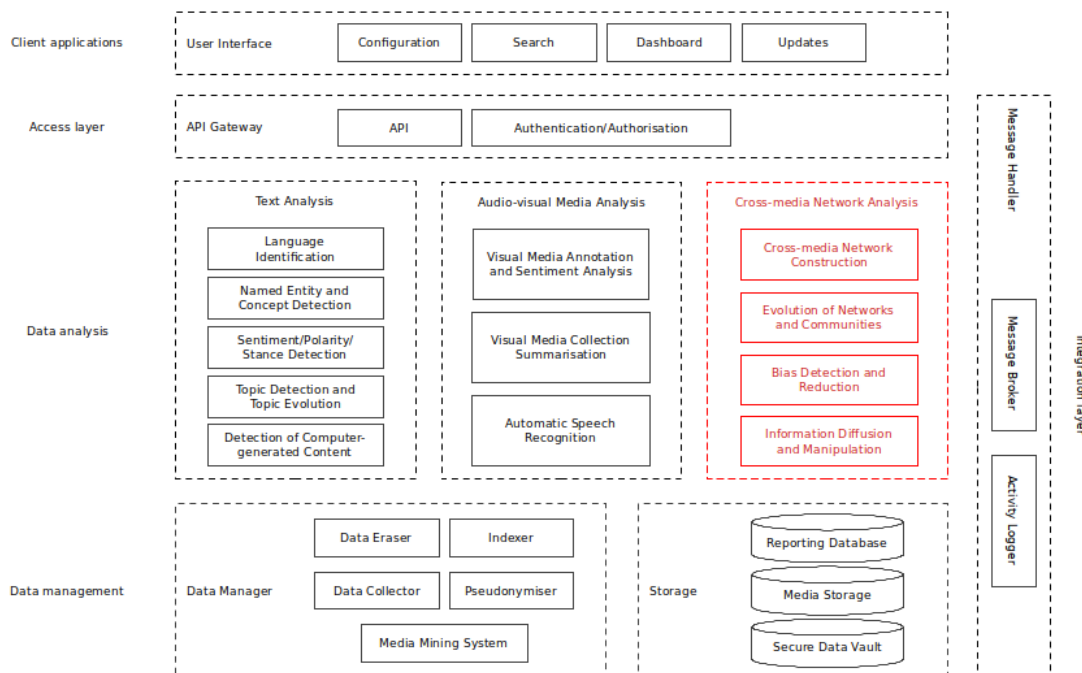 Client applications
User Interface
Configuration
Search
Dashboard
Updates
Access layer
API Gateway
API
Authentication/Authorisation
Data analysis
Text Analysis
Language
Identification
Named Entity and
Concept Detection
Sentiment/Polarity/
Stance Detection
Topic Detection and
Topic Evolution
Detection of Computer-
generated Content
Audio-visual Media Analysis
Visual Media Annotation
and Sentiment Analysis
Visual Media Collection
Summarisation
Automatic Speech
Recognition
Cross-media Network Analysis
Cross-media Network
Construction
Evolution of Networks
and Communities
Bias Detection and
Reduction
Information Diffusion
and Manipulation
Data management
Data Manager
Data Eraser
Indexer
Data Collector
Pseudonymiser
Media Mining System
Storage
Reporting Database
Media Storage
Secure Data Vault
Message Handler
Message Broker
Activity Logger
Integration layer